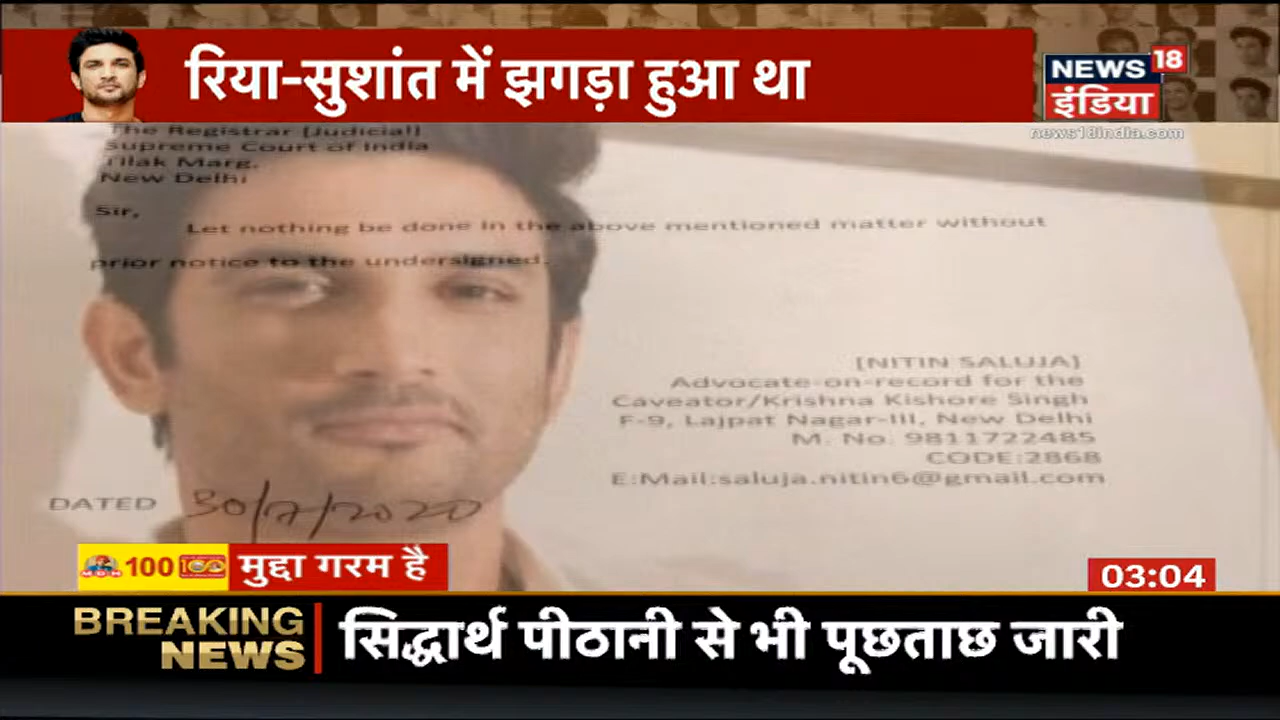 रिया-सुशांत में झगड़ा हुआ था
NEWS 18
इंडिया
news18india.com
The Registrar (Judicial)
Supreme Court of India
Tilak Marg,
New Delhi
Sir,
Let nothing be done in the above mentioned matter without
prior notice to the undersigned.
[NITIN SALUJA]
Advocate-on-record for the
Caveator/Krishna Kishore Singh
F-9, Lajpat Nagar-III, New Delhi
M. No. 9811722485
CODE:2868
E:Mail:saluja.nitin6@gmail.com
DATED 30/7/2020
MDH 100 100
मुद्दा गरम है
03:04
BREAKING
NEWS
सिद्धार्थ पीठानी से भी पूछताछ जारी